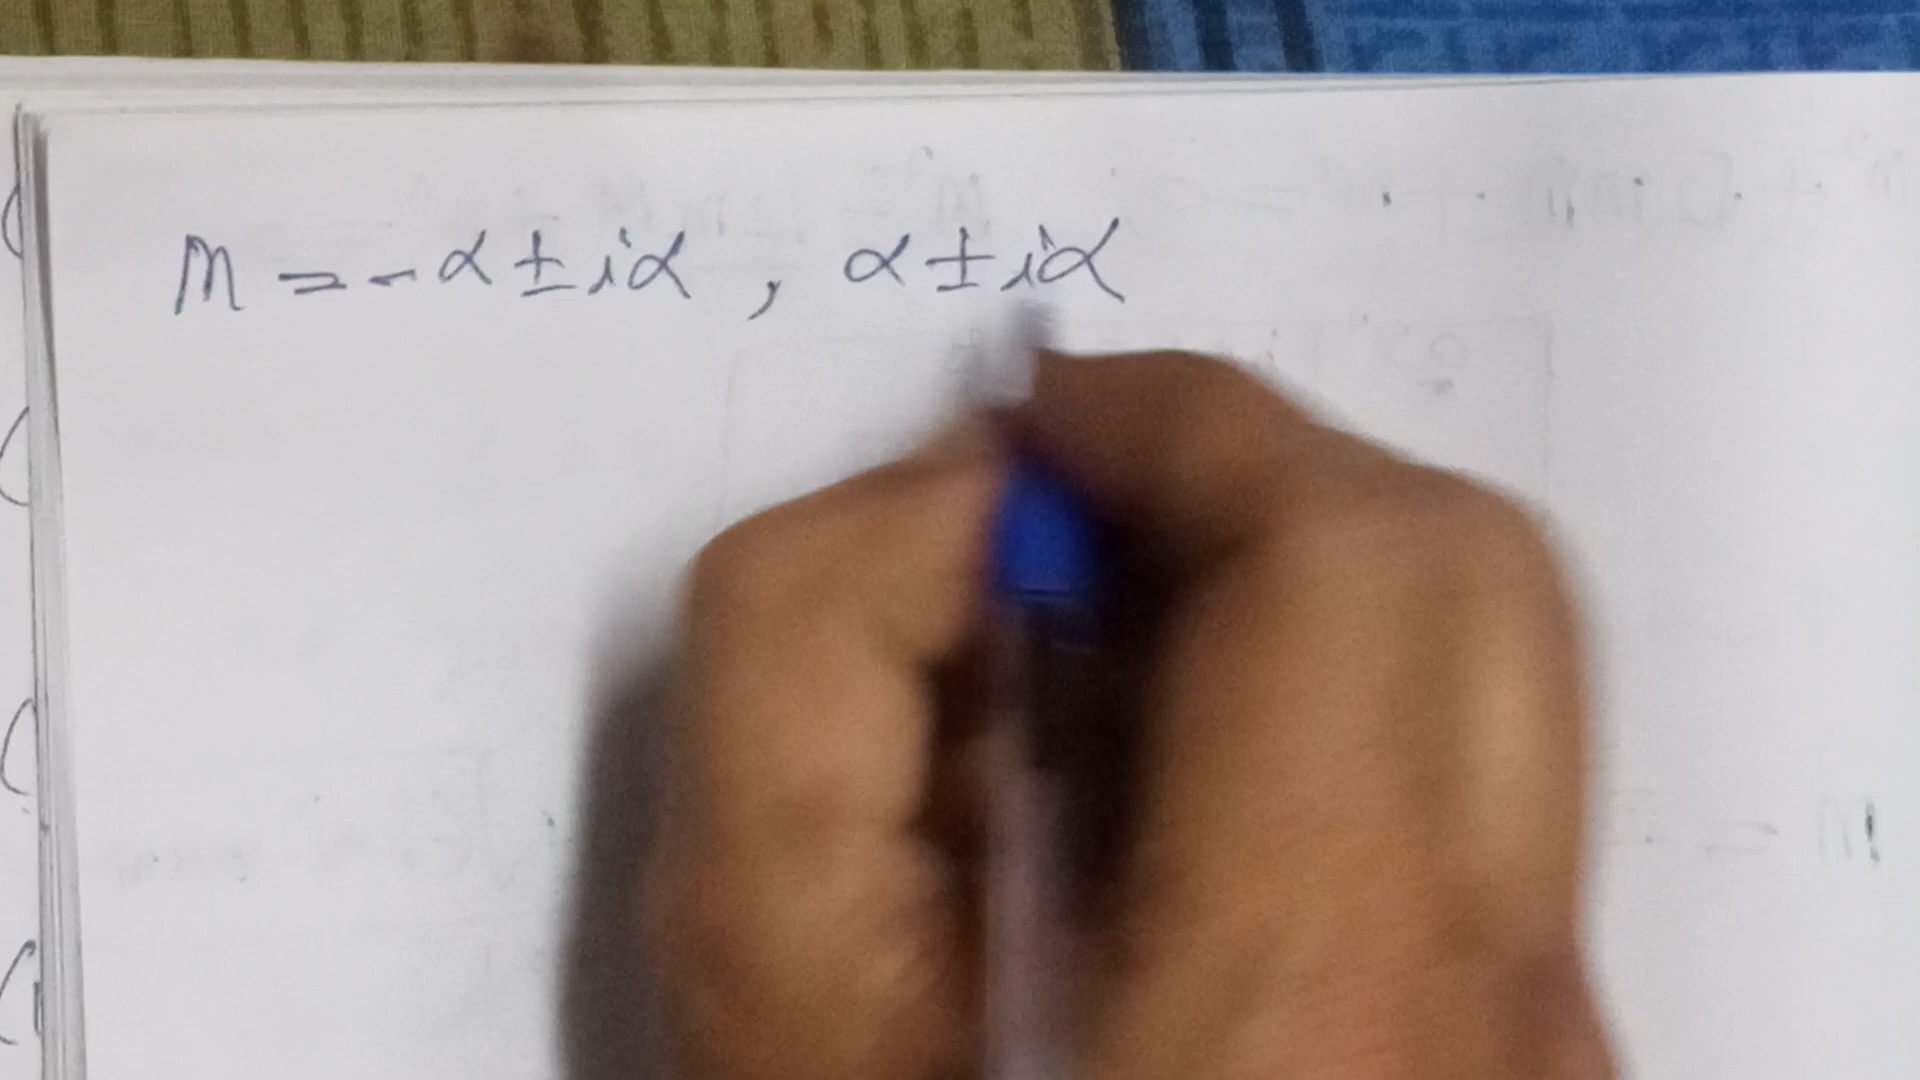 m = -α ± iα , α ± iα